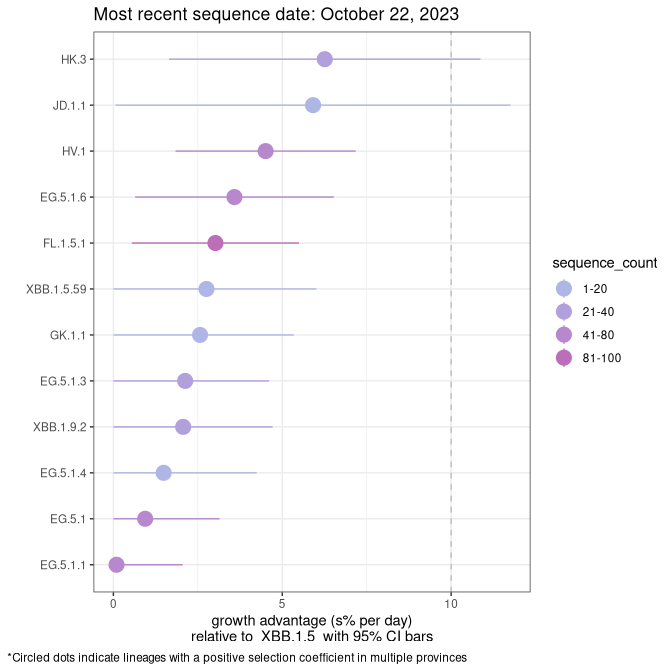 Most recent sequence date: October 22, 2023
HK.3
JD.1.1
HV.1
EG.5.1.6
FL.1.5.1
XBB.1.5.59
GK.1.1
EG.5.1.3
XBB.1.9.2
EG.5.1.4
EG.5.1
EG.5.1.1
0 5 10
growth advantage (s% per day)
relative to XBB.1.5 with 95% CI bars
*Circled dots indicate lineages with a positive selection coefficient in multiple provinces
sequence_count
1-20
21-40
41-80
81-100